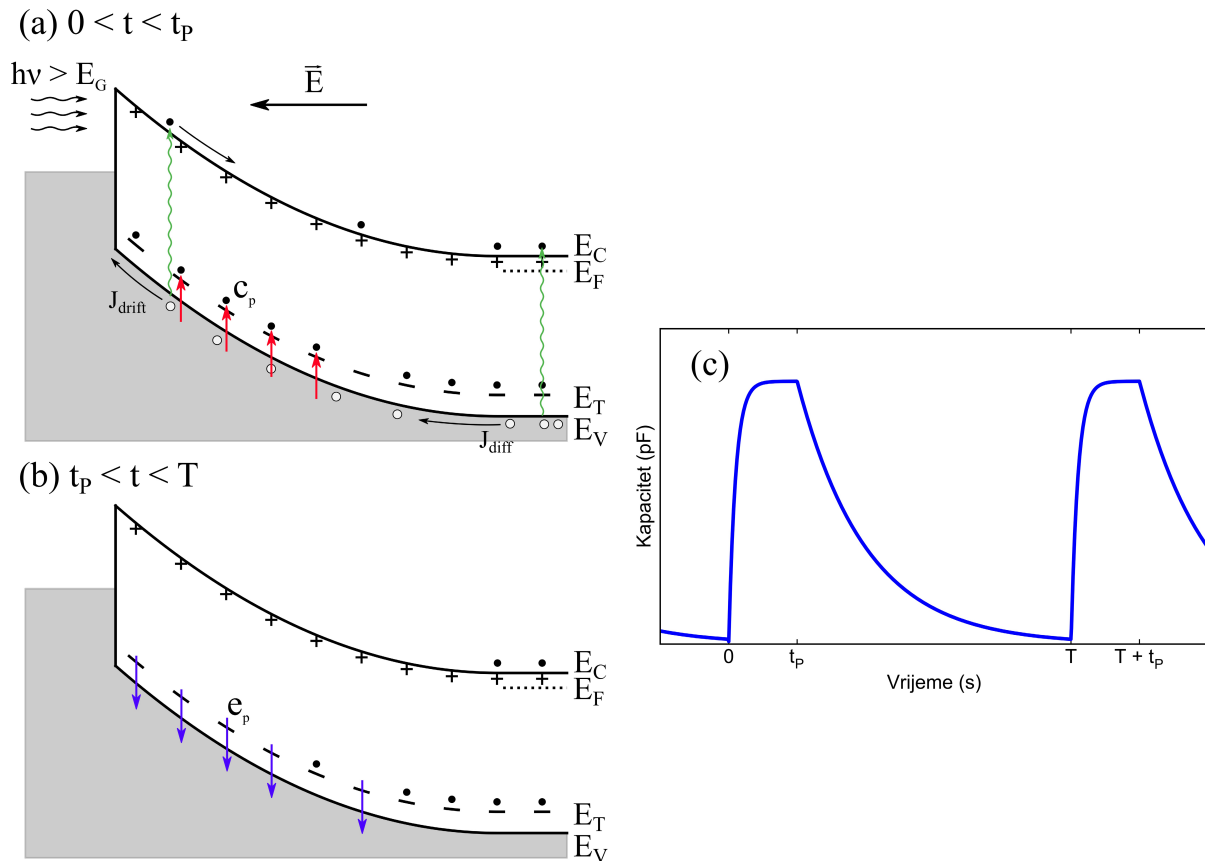 (a) 0 < t < t_P
hν > E_G
E⃗
E_C
E_F
J_drift
c_p
E_T
J_diff
E_V
(b) t_P < t < T
E_C
E_F
e_p
E_T
E_V
(c)
Kapacitet (pF)
0 t_P T T + t_P
Vrijeme (s)